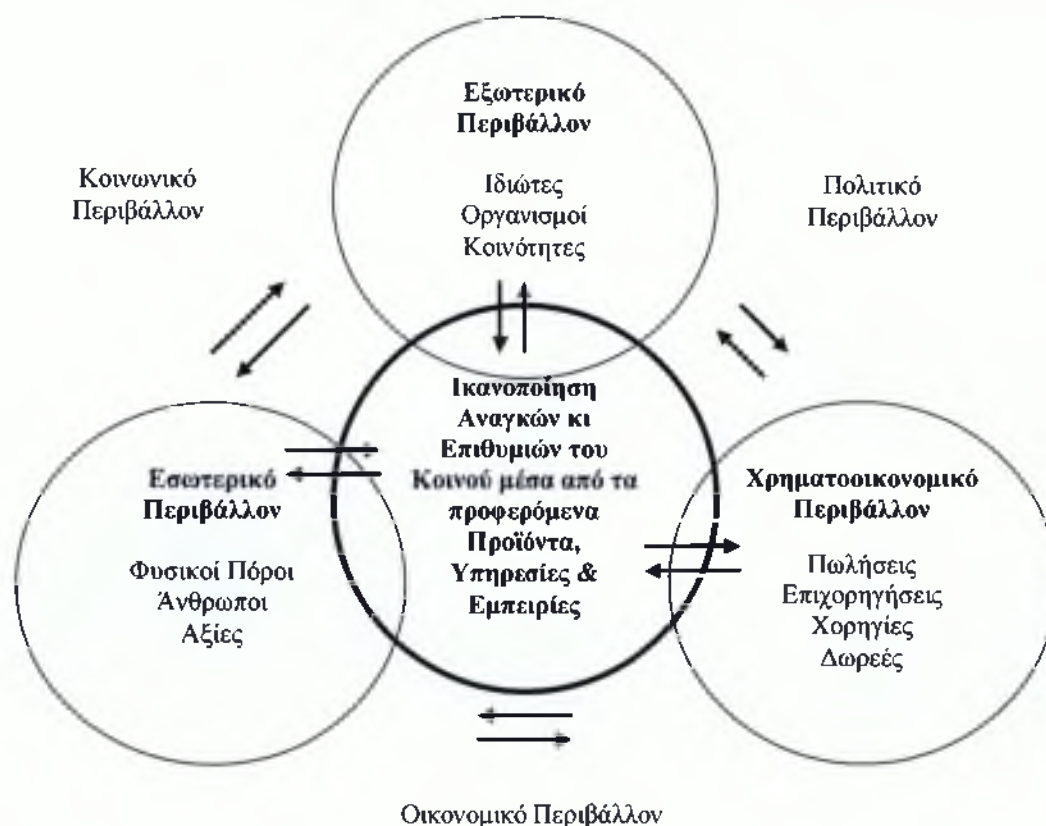 Εξωτερικό
Περιβάλλον
Ιδιώτες
Οργανισμοί
Κοινότητες
Κοινωνικό
Περιβάλλον
Πολιτικό
Περιβάλλον
Ικανοποίηση
Αναγκών κι
Επιθυμιών του
Κοινού μέσα από τα
προφερόμενα
Προϊόντα,
Υπηρεσίες &
Εμπειρίες
Εσωτερικό
Περιβάλλον
Φυσικοί Πόροι
Άνθρωποι
Αξίες
Χρηματοοικονομικό
Περιβάλλον
Πωλήσεις
Επιχορηγήσεις
Χορηγίες
Δωρεές
Οικονομικό Περιβάλλον